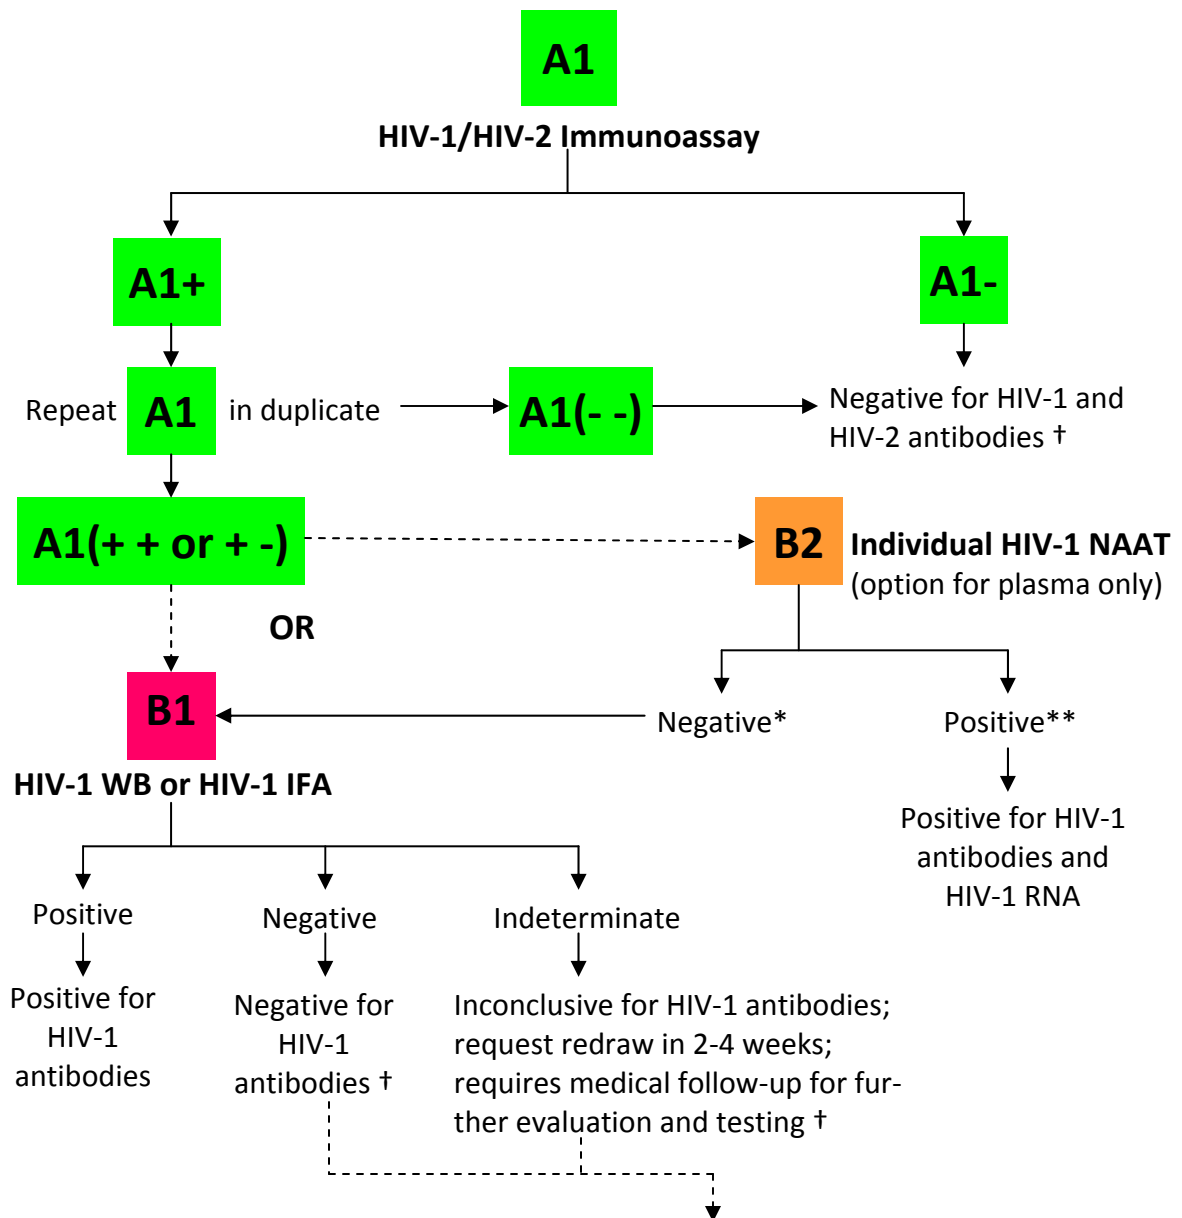 A1
HIV-1/HIV-2 Immunoassay
A1+
A1-
Repeat A1 in duplicate
A1(- -)
Negative for HIV-1 and
HIV-2 antibodies †
A1(+ + or + -)
B2
Individual HIV-1 NAAT
(option for plasma only)
OR
B1
HIV-1 WB or HIV-1 IFA
Negative*
Positive**
Positive for HIV-1
antibodies and
HIV-1 RNA
Positive
Negative
Indeterminate
Positive for
HIV-1
antibodies
Negative for
HIV-1
antibodies †
Inconclusive for HIV-1 antibodies;
request redraw in 2-4 weeks;
requires medical follow-up for fur-
ther evaluation and testing †